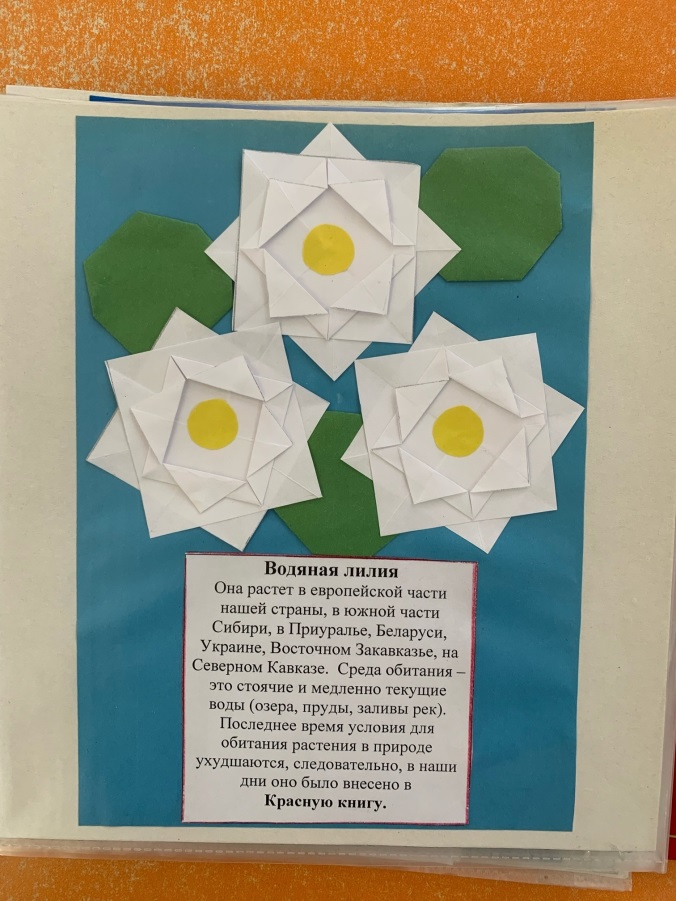 Водяная лилия
Она растет в европейской части
нашей страны, в южной части
Сибири, в Приуралье, Беларуси,
Украине, Восточном Закавказье, на
Северном Кавказе. Среда обитания –
это стоячие и медленно текущие
воды (озера, пруды, заливы рек).
Последнее время условия для
обитания растения в природе
ухудшаются, следовательно, в наши
дни оно было внесено в
Красную книгу.